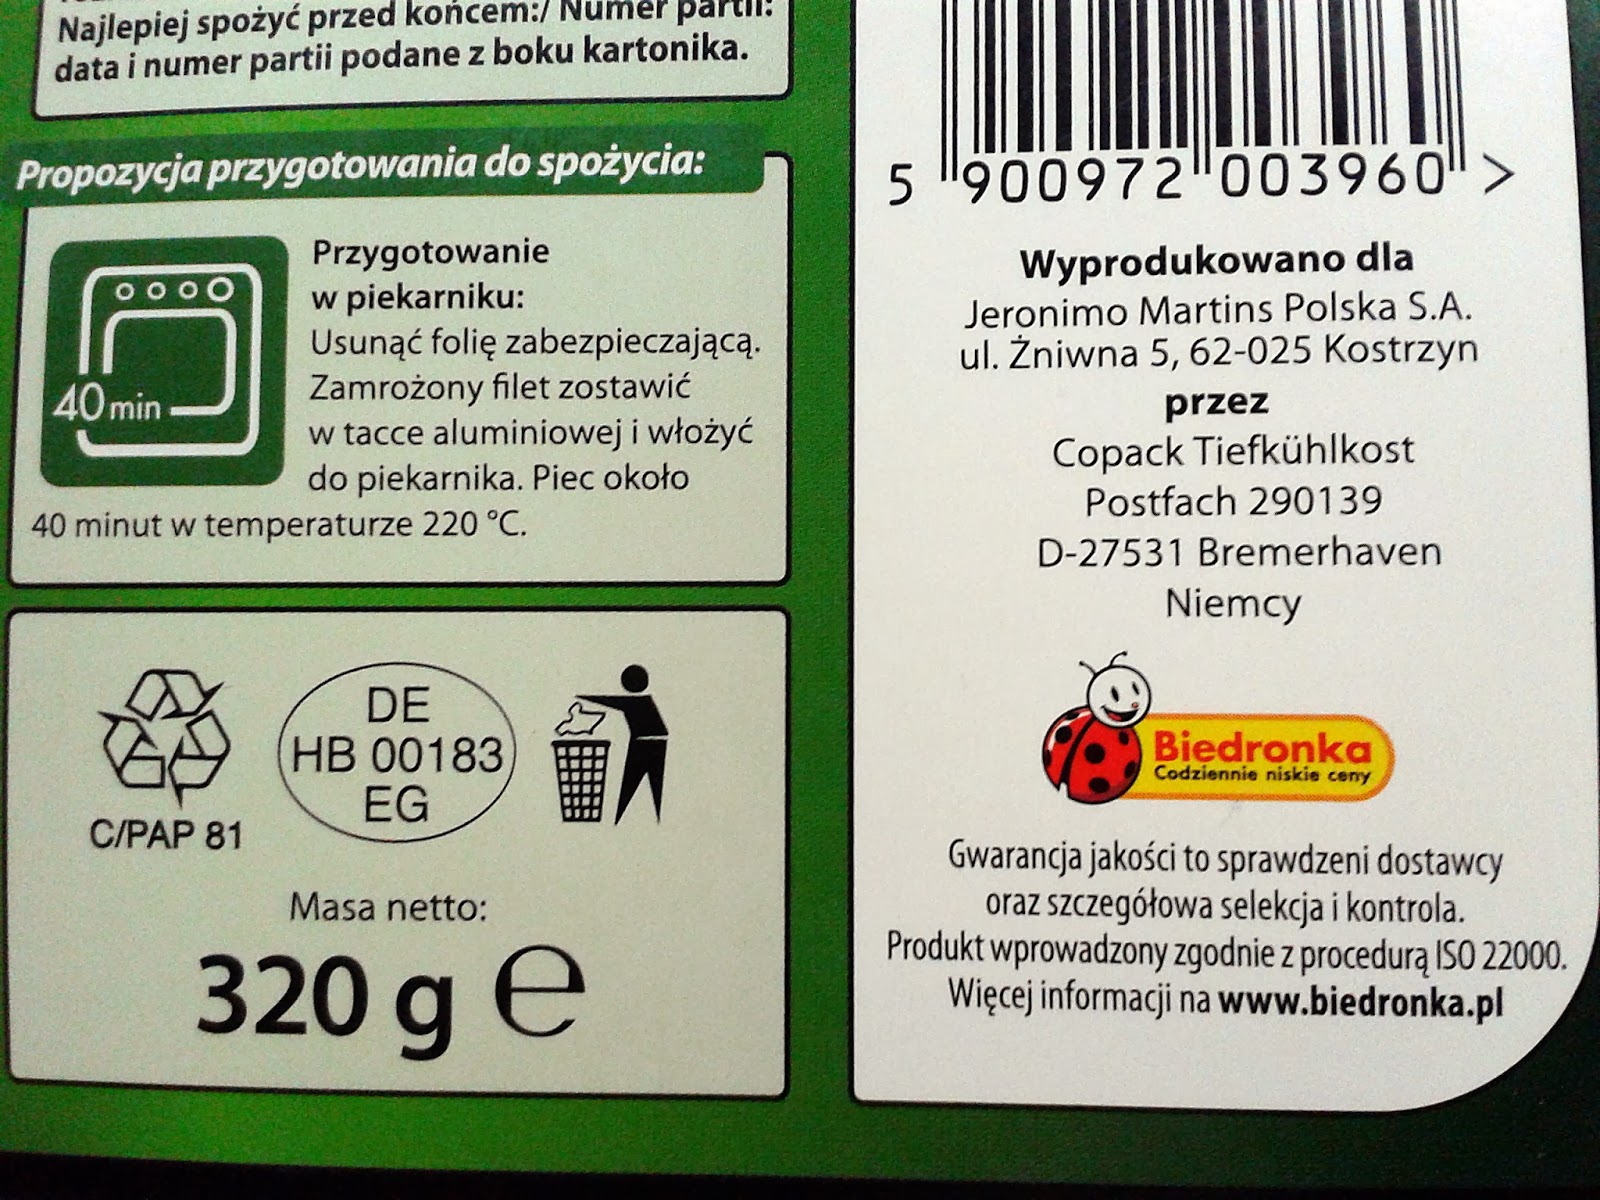 Najlepiej spożyć przed końcem:/ Numer partii:
data i numer partii podane z boku kartonika.
Propozycja przygotowania do spożycia:
Przygotowanie
w piekarniku:
Usunąć folię zabezpieczającą.
Zamrożony filet zostawić
w tacce aluminiowej i włożyć
do piekarnika. Piec około
40 minut w temperaturze 220 °C.
40 min
DE
HB 00183
EG
C/PAP 81
Masa netto:
320 g ℮
5 900972 003960 >
Wyprodukowano dla
Jeronimo Martins Polska S.A.
ul. Żniwna 5, 62-025 Kostrzyn
przez
Copack Tiefkühlkost
Postfach 290139
D-27531 Bremerhaven
Niemcy
Biedronka
Codziennie niskie ceny
Gwarancja jakości to sprawdzeni dostawcy
oraz szczegółowa selekcja i kontrola.
Produkt wprowadzony zgodnie z procedurą ISO 22000.
Więcej informacji na www.biedronka.pl